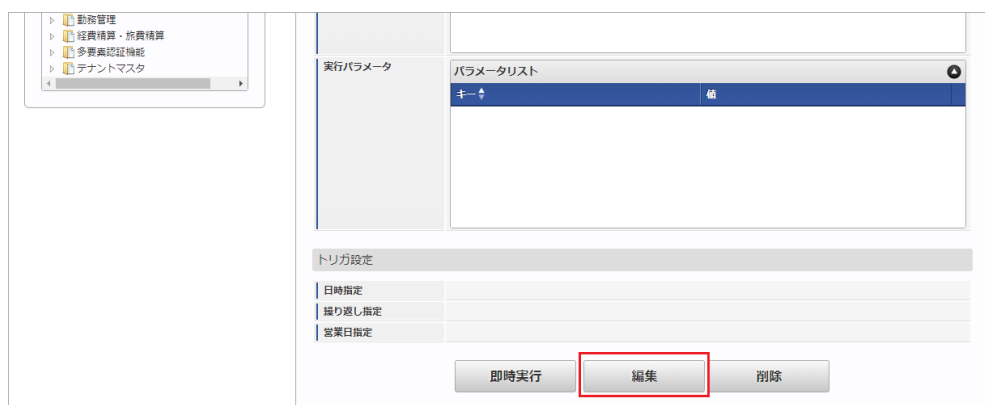 勤務管理
経費精算・旅費精算
多要素認証機能
テナントマスタ
実行パラメータ
パラメータリスト
キー 値
トリガ設定
日時指定
繰り返し指定
営業日指定
即時実行 編集 削除